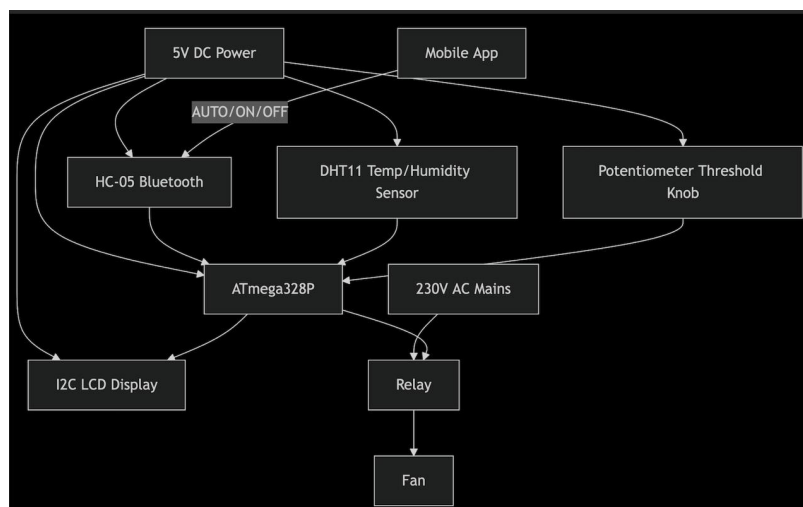 5V DC Power
Mobile App
AUTO/ON/OFF
HC-05 Bluetooth
DHT11 Temp/Humidity
Sensor
Potentiometer Threshold
Knob
ATmega328P
230V AC Mains
I2C LCD Display
Relay
Fan